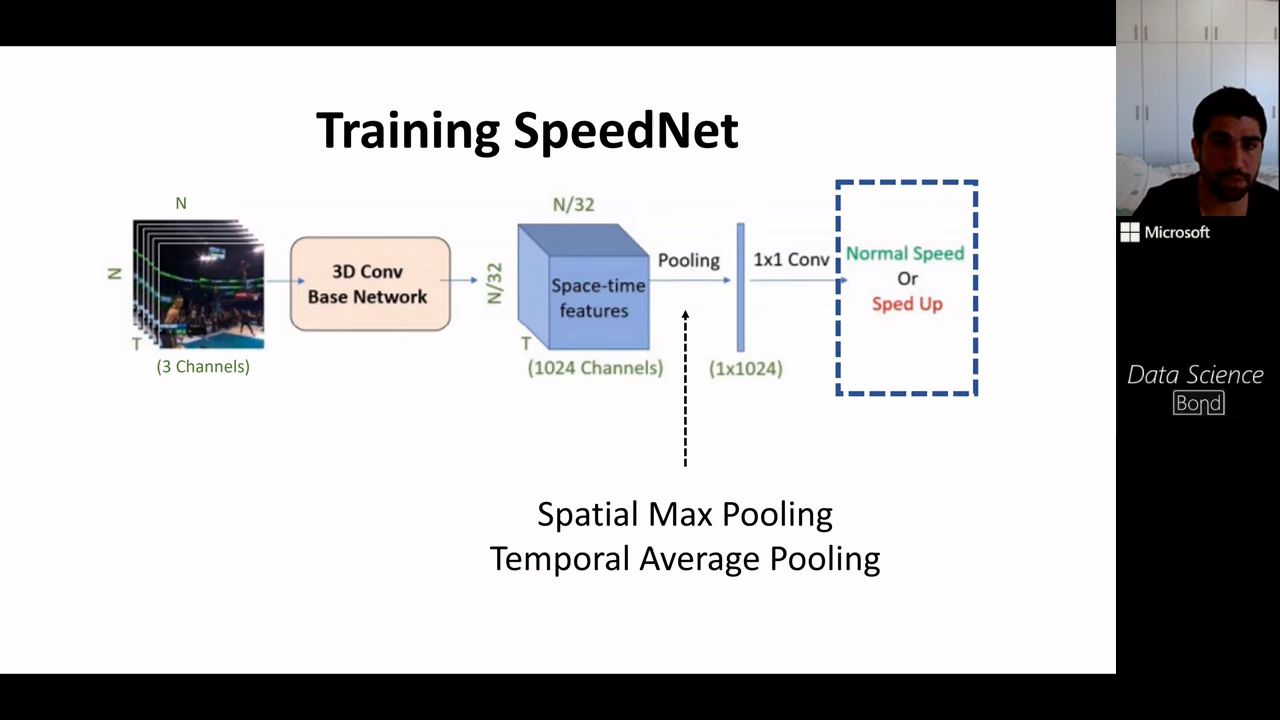 Training SpeedNet
N
N
T
(3 Channels)
3D Conv
Base Network
N/32
N/32
T
Space-time
features
(1024 Channels)
Pooling
(1x1024)
1x1 Conv
Normal Speed
Or
Sped Up
Spatial Max Pooling
Temporal Average Pooling
Microsoft
Data Science
Bond